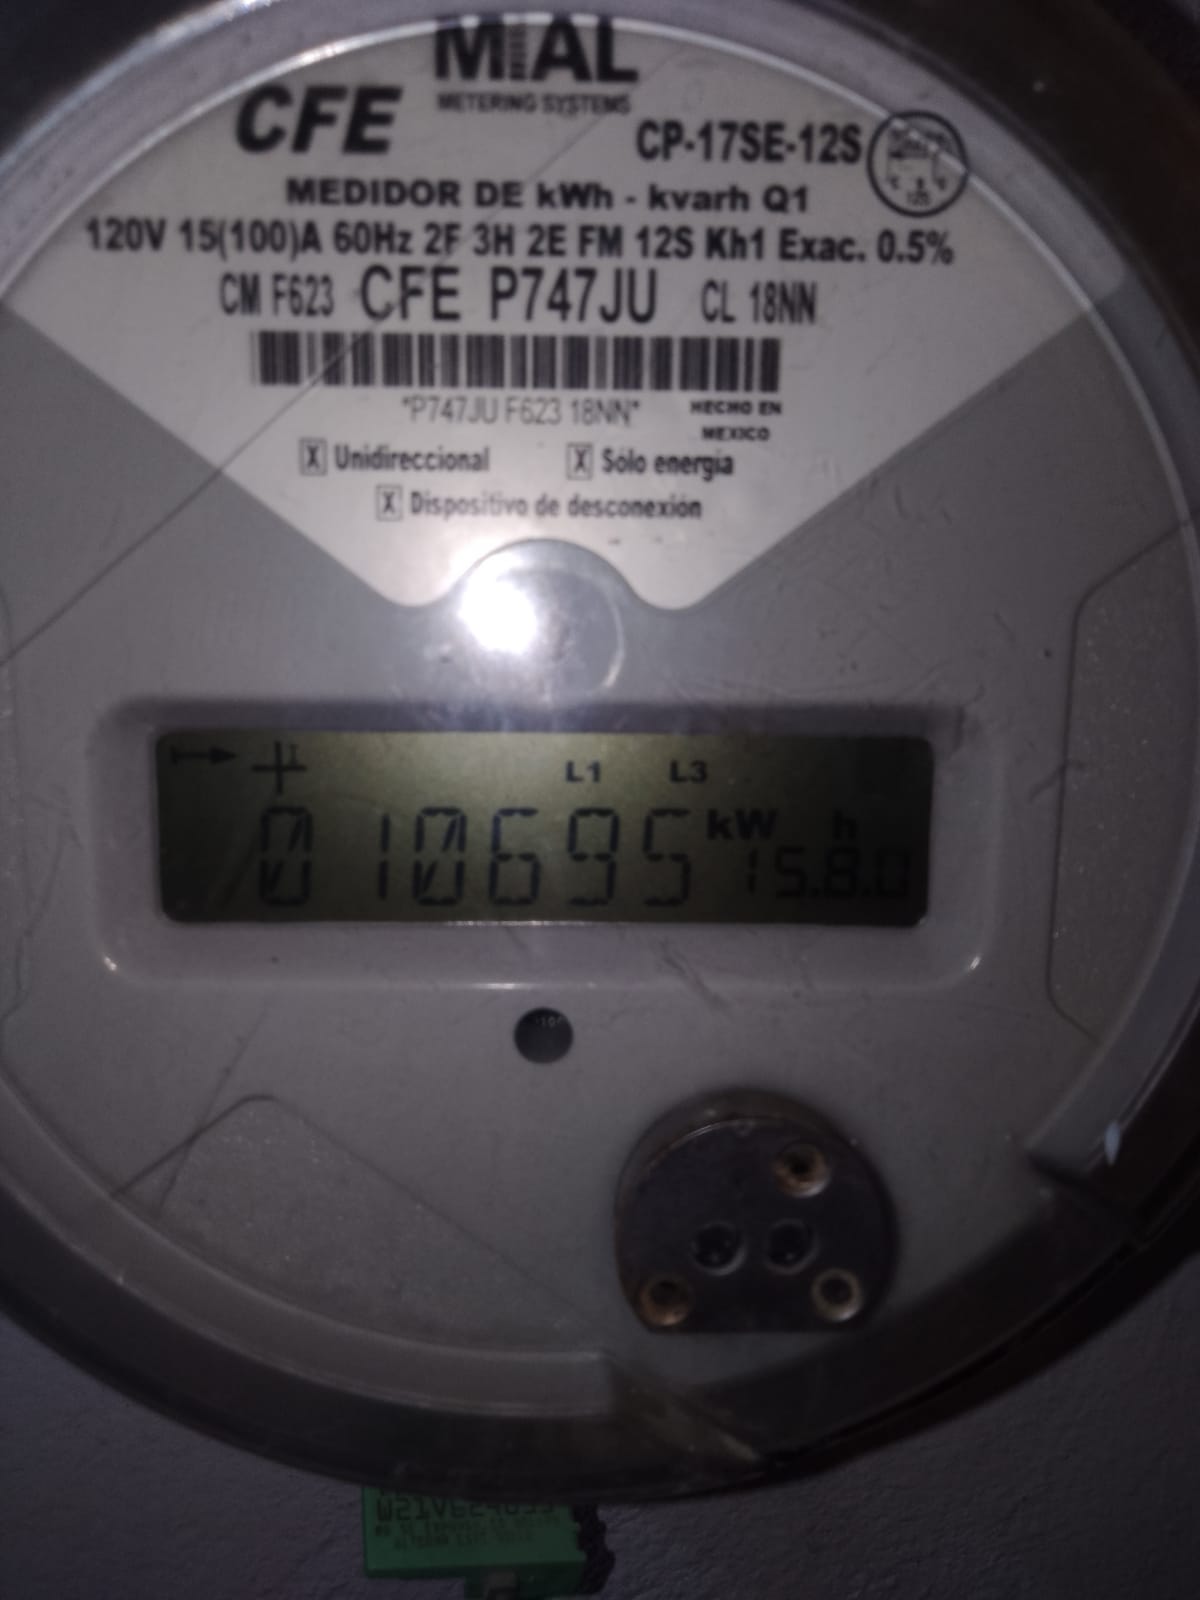 MIAL
METERING SYSTEMS
CFE
CP-17SE-12S
MEDIDOR DE kWh - kvarh Q1
120V 15(100)A 60Hz 2F 3H 2E FM 12S Kh1 Exac. 0.5%
CM F623 CFE P747JU CL 18NN
*P747JU F623 18NN*
HECHO EN
MEXICO
X Unidireccional X Sólo energía
X Dispositivo de desconexión
L1 L3
010695 kW h
15.8.0